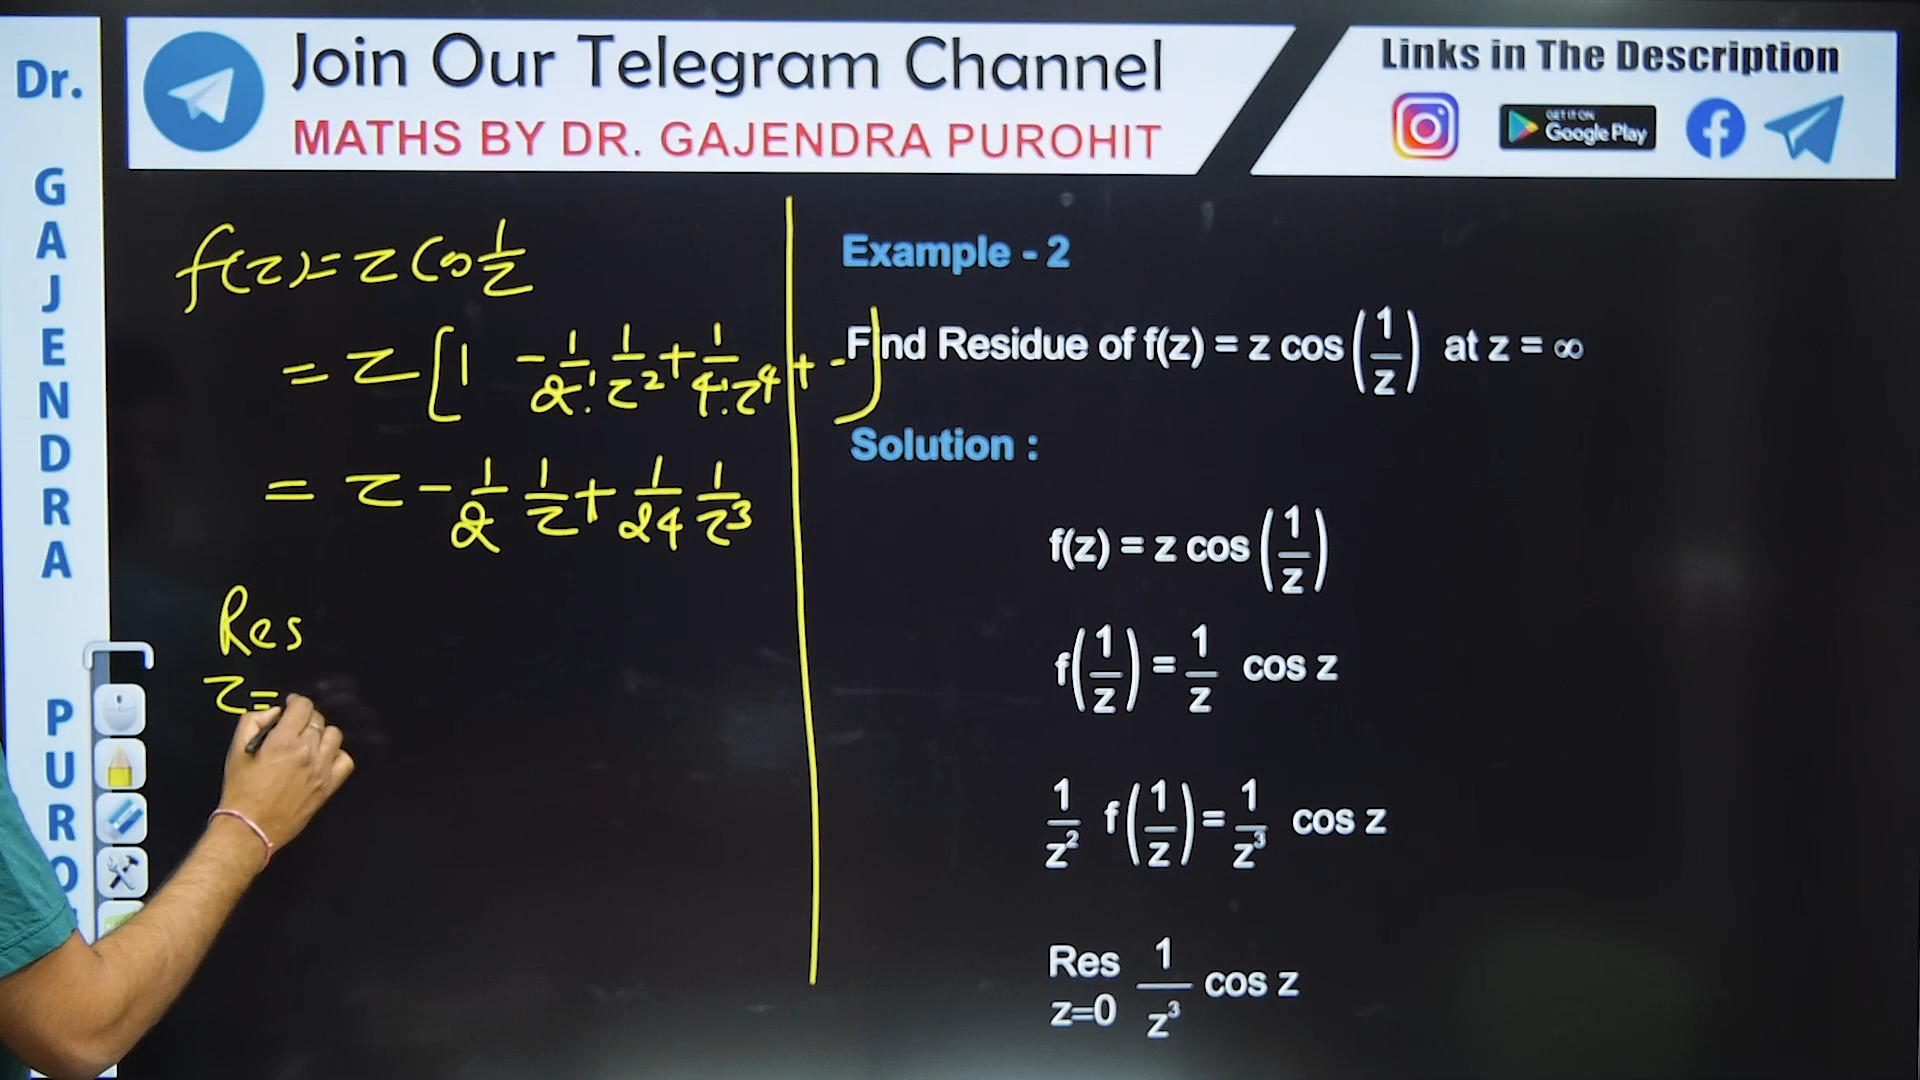 Join Our Telegram Channel
MATHS BY DR. GAJENDRA PUROHIT
Links in The Description
GET IT ON
Google Play
Dr.
GAJENDRA
PURO
f(z) = z Cos 1/z
= z [1 - 1/2! 1/z² + 1/4! z⁴ + - ]
= z - 1/2 1/z + 1/24 1/z³
Res
z=
Example - 2
Find Residue of f(z) = z cos (1/z) at z = ∞
Solution :
f(z) = z cos (1/z)
f(1/z) = 1/z cos z
1/z² f(1/z) = 1/z³ cos z
Res 1/z³ cos z
z=0